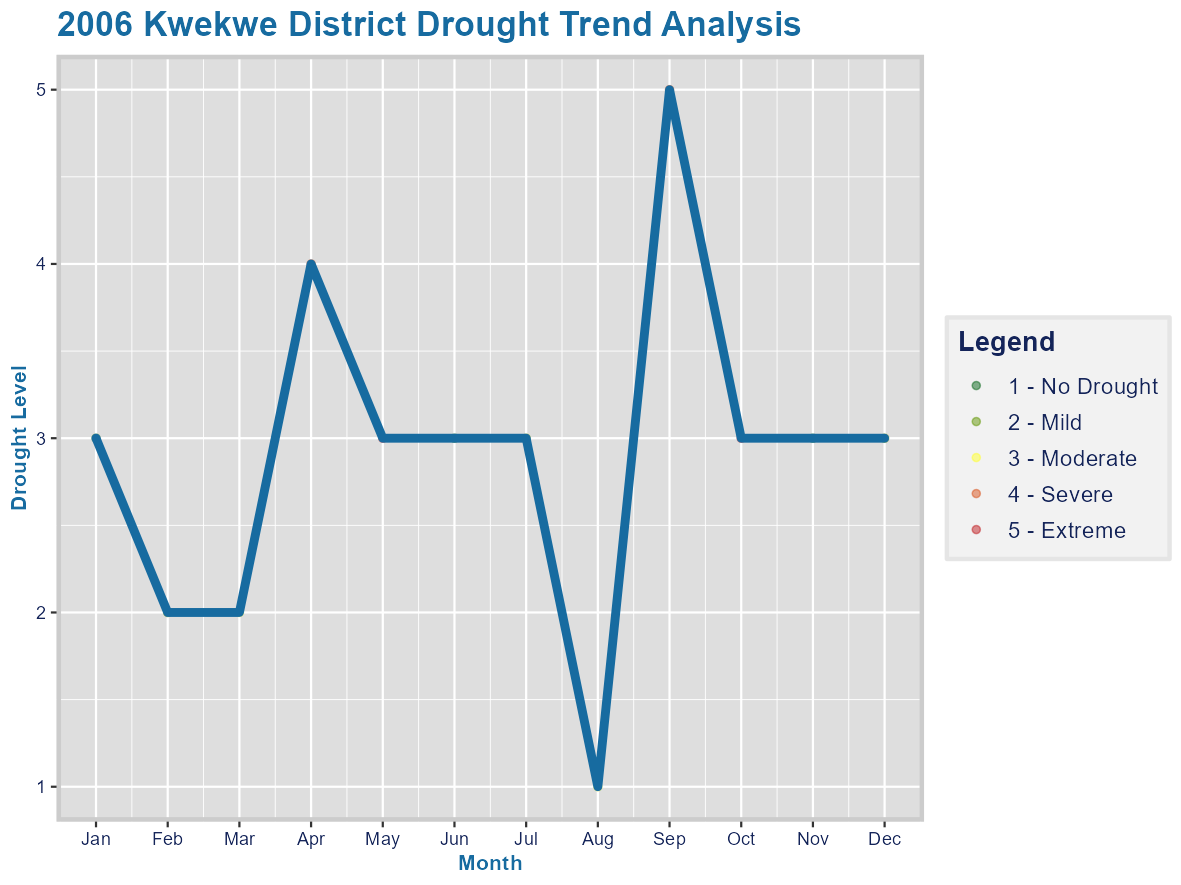 2006 Kwekwe District Drought Trend Analysis
Drought Level
5
4
3
2
1
Jan Feb Mar Apr May Jun Jul Aug Sep Oct Nov Dec
Month
Legend
1 - No Drought
2 - Mild
3 - Moderate
4 - Severe
5 - Extreme